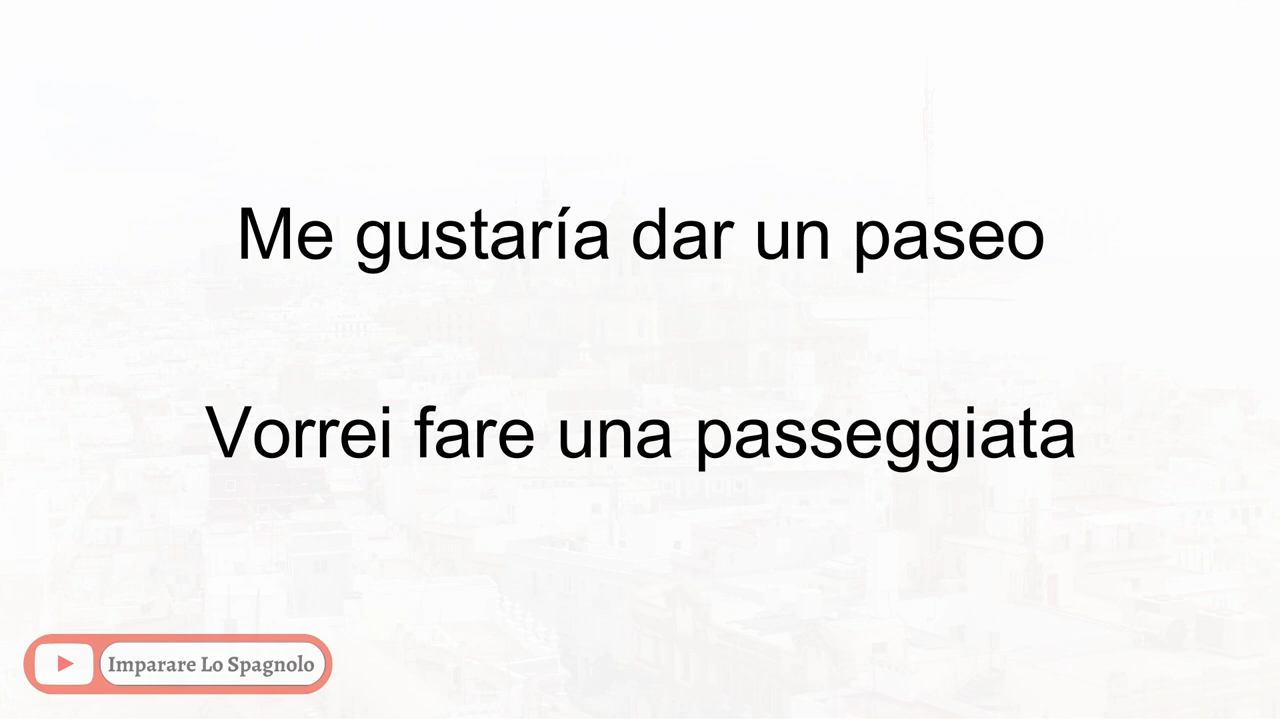 Me gustaría dar un paseo
Vorrei fare una passeggiata
Imparare Lo Spagnolo